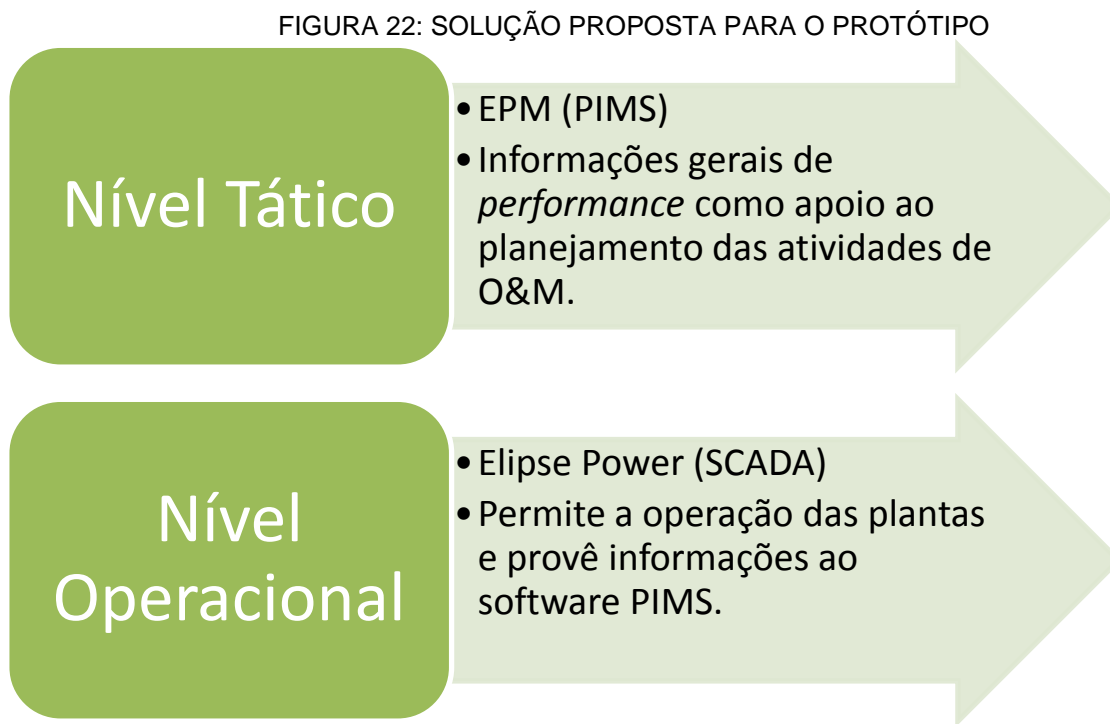 FIGURA 22: SOLUÇÃO PROPOSTA PARA O PROTÓTIPO
Nível Tático
• EPM (PIMS)
• Informações gerais de
performance como apoio ao
planejamento das atividades de
O&M.
Nível
Operacional
• Elipse Power (SCADA)
• Permite a operação das plantas
e provê informações ao
software PIMS.